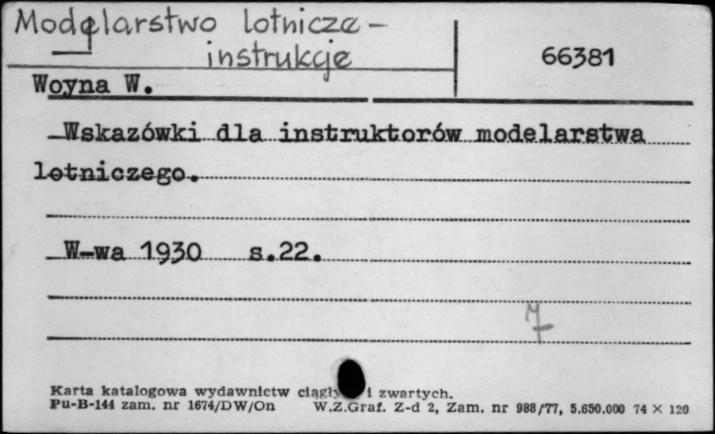 Modelarstwo lotnicze -
instrukcje
66381
Woyna W.
Wskazówki dla instruktorów modelarstwa
lotniczego.
W-wa 1930 s.22.
Karta katalogowa wydawnictw i zwartych.
Pu-B-144 zam. nr 1674/DW/On W.Z.Graf. Z-d 2, Zam. nr 988/77, 5.650.000 74 × 120